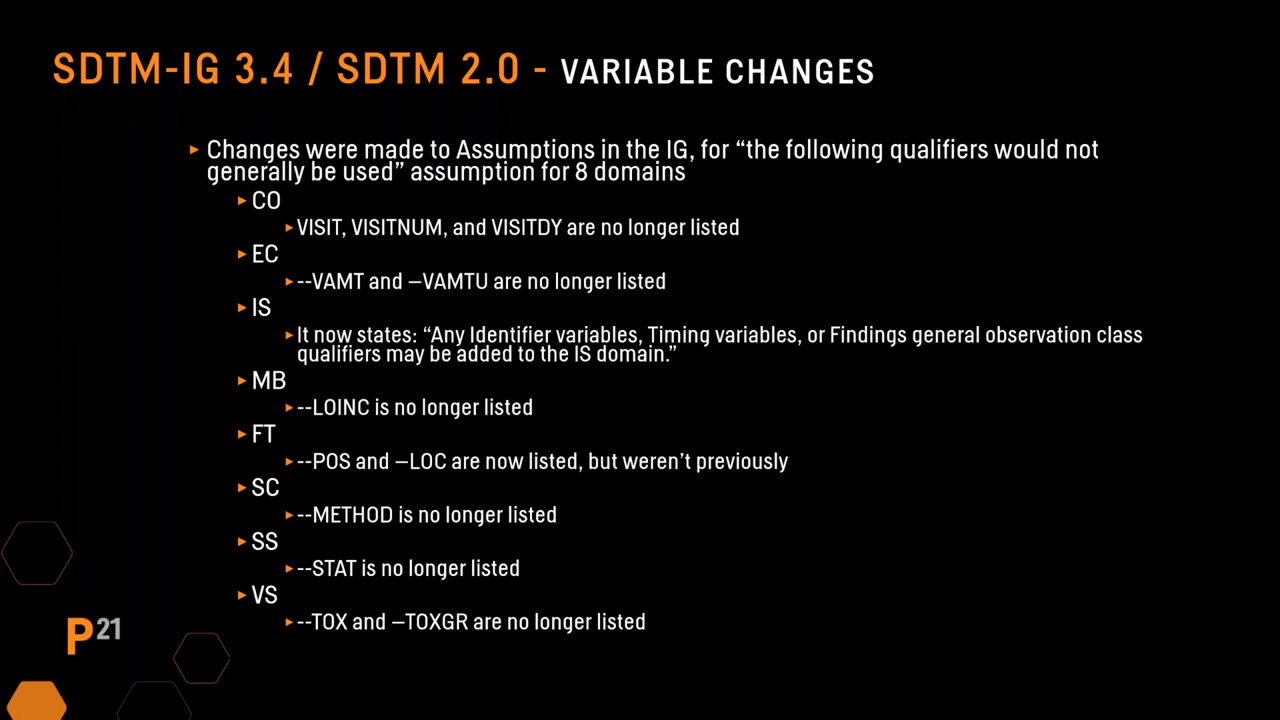 SDTM-IG 3.4 / SDTM 2.0 - VARIABLE CHANGES
Changes were made to Assumptions in the IG, for “the following qualifiers would not
generally be used” assumption for 8 domains
CO
VISIT, VISITNUM, and VISITDY are no longer listed
EC
--VAMT and –VAMTU are no longer listed
IS
It now states: “Any Identifier variables, Timing variables, or Findings general observation class
qualifiers may be added to the IS domain.”
MB
--LOINC is no longer listed
FT
--POS and –LOC are now listed, but weren’t previously
SC
--METHOD is no longer listed
SS
--STAT is no longer listed
VS
--TOX and –TOXGR are no longer listed
P21